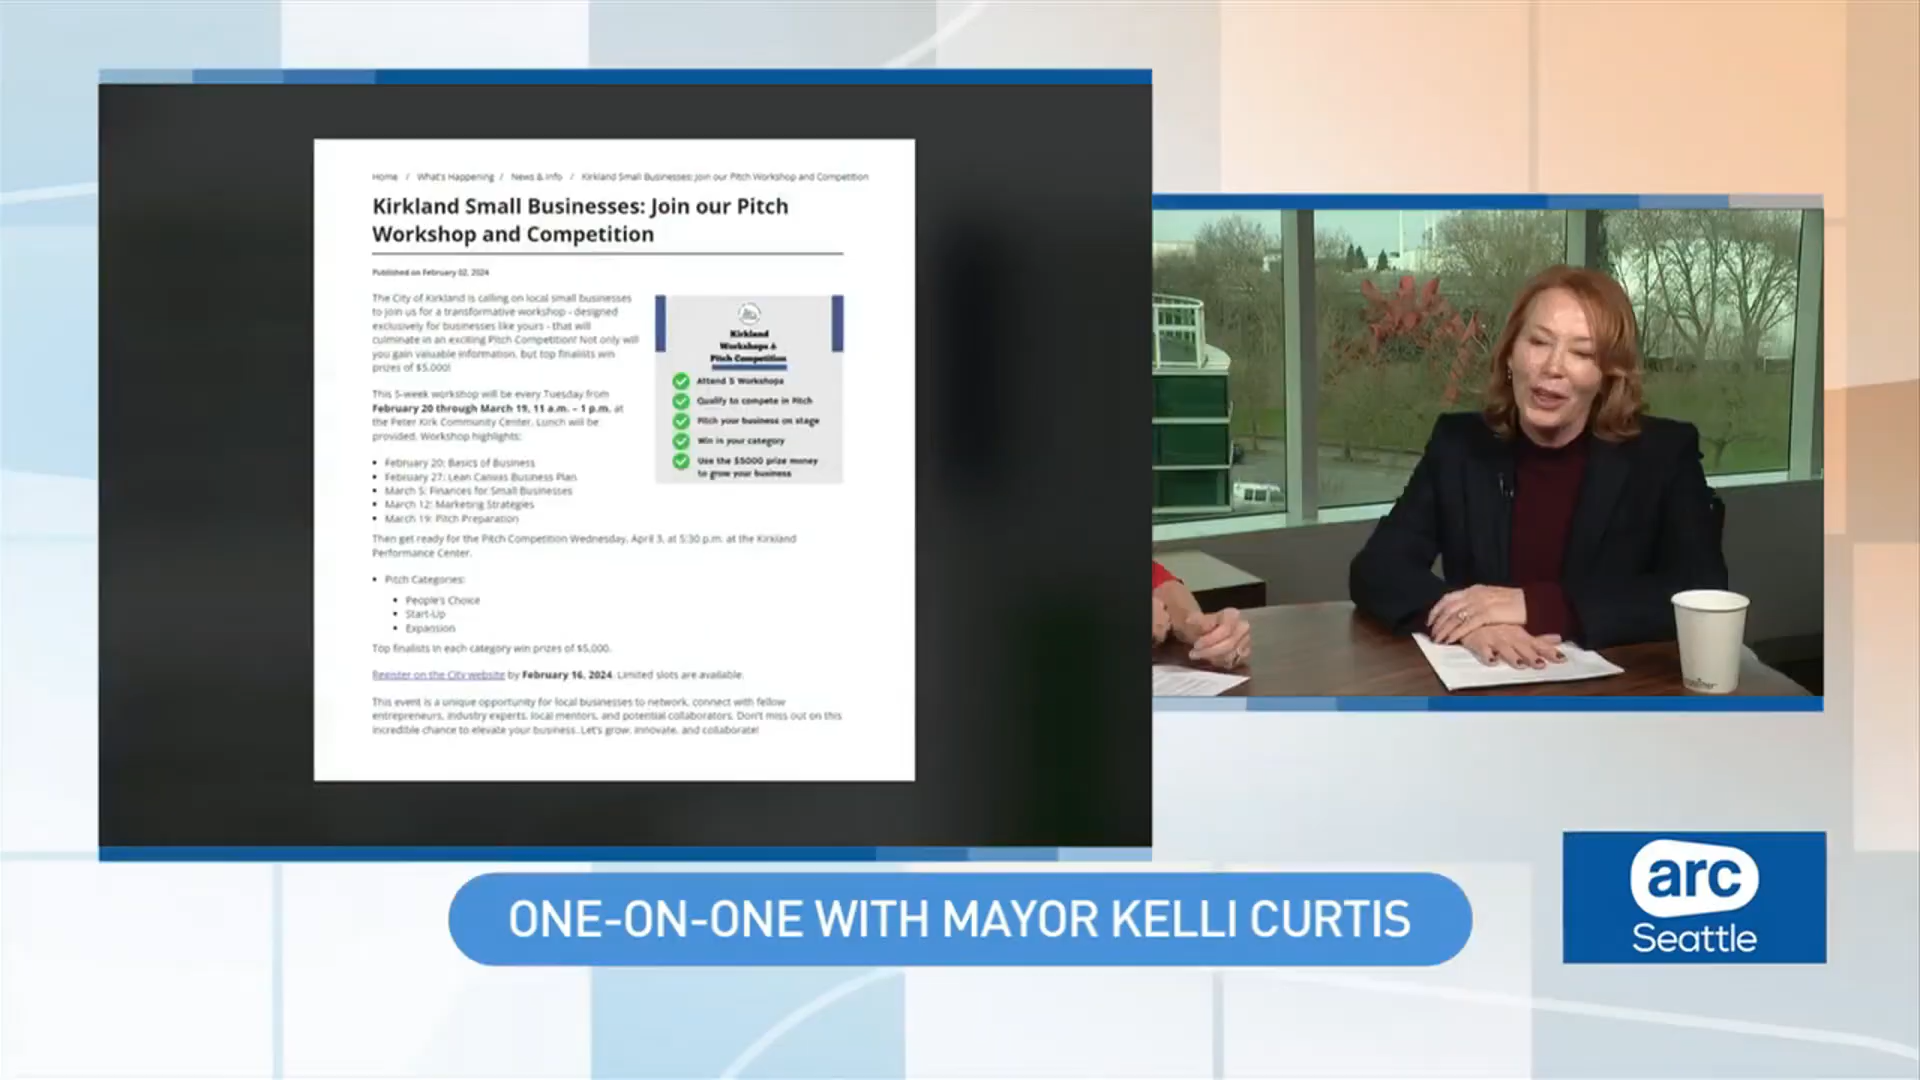 Home / What's Happening / News & Info / Kirkland Small Businesses: Join our Pitch Workshop and Competition
Kirkland Small Businesses: Join our Pitch
Workshop and Competition
Published on February 02, 2024
The City of Kirkland is calling on local small businesses
to join us for a transformative workshop - designed
exclusively for businesses like yours - that will
culminate in an exciting Pitch Competition! Not only will
you gain valuable information, but top finalists win
prizes of $5,000!
This 5-week workshop will be every Tuesday from
February 20 through March 19, 11 a.m. – 1 p.m. at
the Peter Kirk Community Center. Lunch will be
provided. Workshop highlights:
• February 20: Basics of Business
• February 27: Lean Canvas Business Plan
• March 5: Finances for Small Businesses
• March 12: Marketing Strategies
• March 19: Pitch Preparation
Kirkland
Workshops &
Pitch Competition
Attend 5 Workshops
Qualify to compete in Pitch
Pitch your business on stage
Win in your category
Use the $5000 prize money
to grow your business
Then get ready for the Pitch Competition Wednesday, April 3, at 5:30 p.m. at the Kirkland
Performance Center.
• Pitch Categories:
• People's Choice
• Start-Up
• Expansion
Top finalists in each category win prizes of $5,000.
Register on the City website by February 16, 2024. Limited slots are available.
This event is a unique opportunity for local businesses to network, connect with fellow
entrepreneurs, industry experts, local mentors, and potential collaborators. Don't miss out on this
incredible chance to elevate your business. Let's grow, innovate, and collaborate!
ONE-ON-ONE WITH MAYOR KELLI CURTIS
arc
Seattle